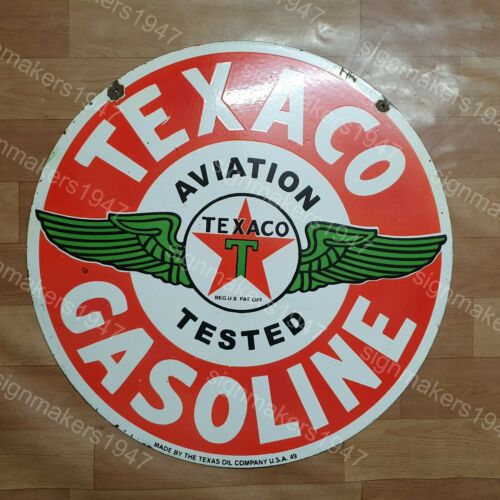 TEXACO
AVIATION
TEXACO
T
REG. U.S. PAT. OFF.
TESTED
GASOLINE
MADE BY THE TEXAS OIL COMPANY U.S.A. 49
signmakers1947